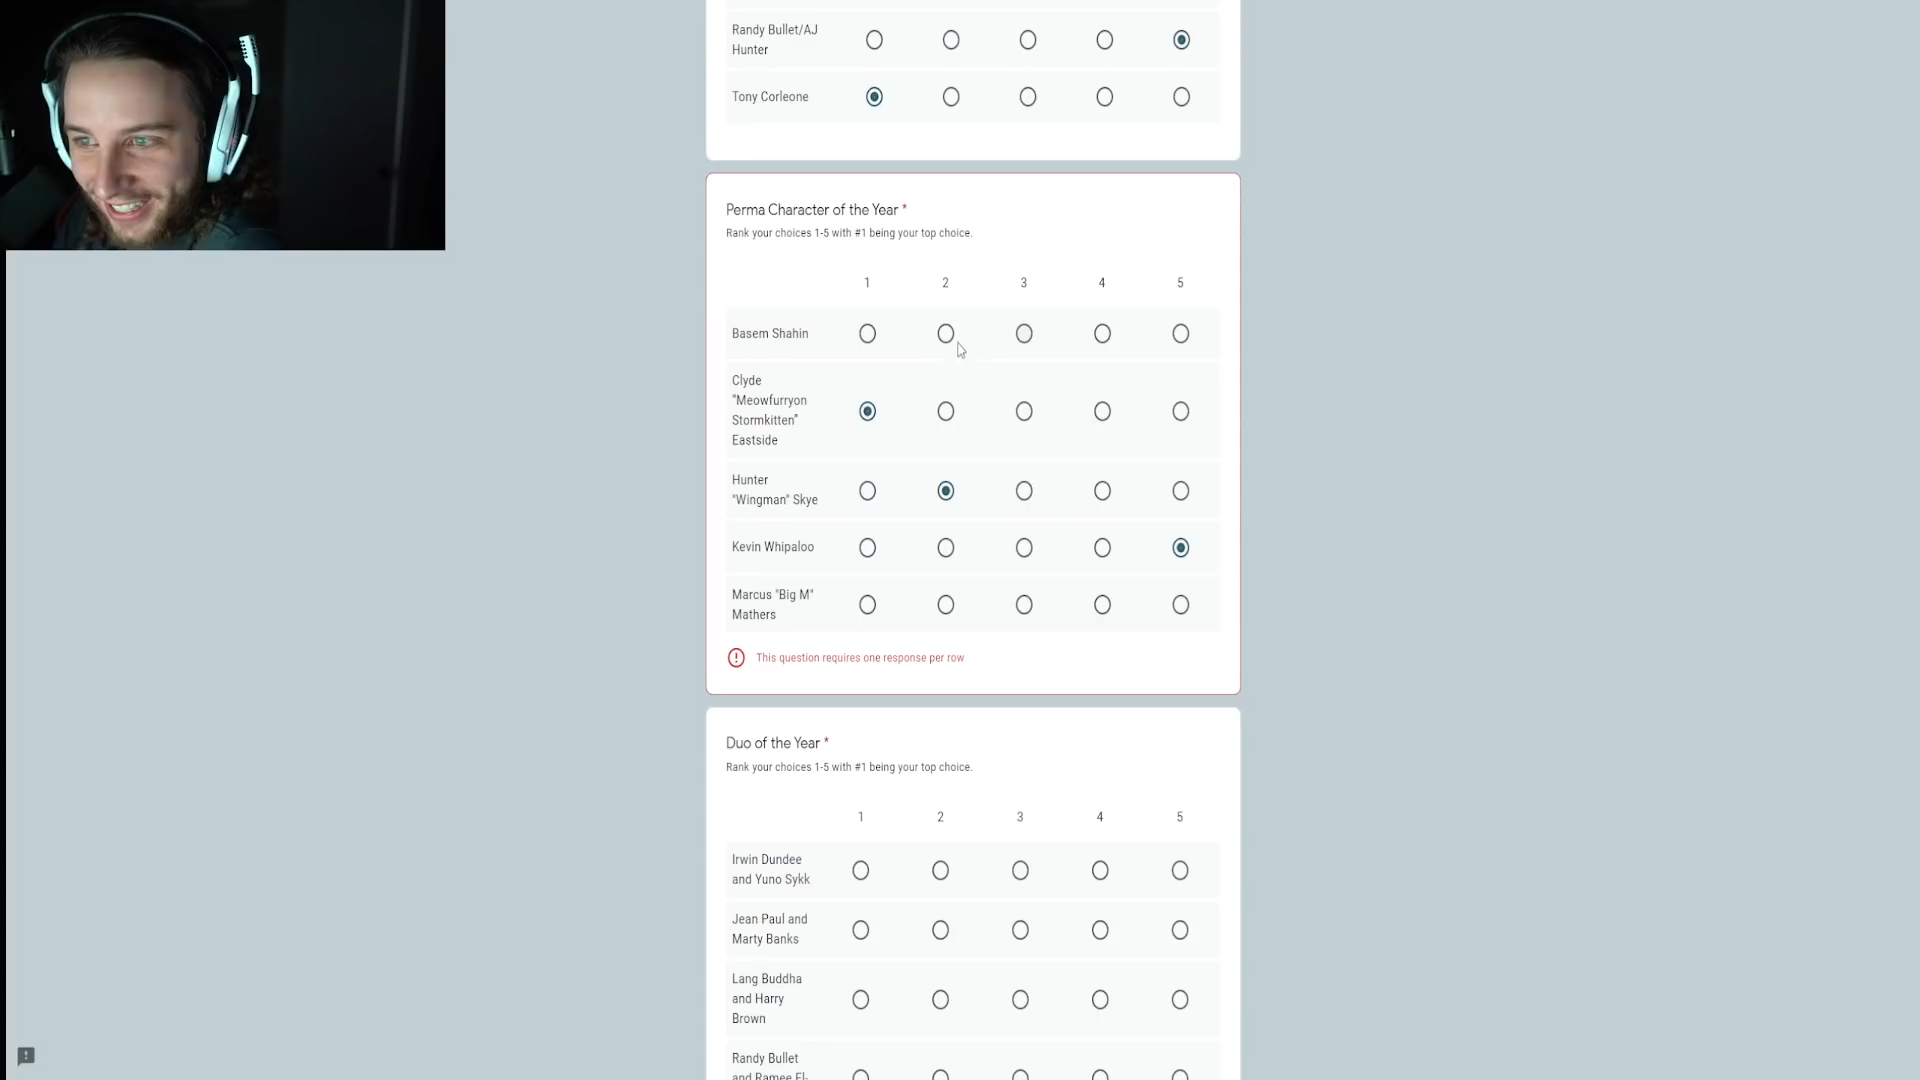 Randy Bullet/AJ
Hunter
Tony Corleone
Perma Character of the Year *
Rank your choices 1-5 with #1 being your top choice.
1 2 3 4 5
Basem Shahin
Clyde
"Meowfurryon
Stormkitten"
Eastside
Hunter
"Wingman" Skye
Kevin Whipaloo
Marcus "Big M"
Mathers
! This question requires one response per row
Duo of the Year *
Rank your choices 1-5 with #1 being your top choice.
1 2 3 4 5
Irwin Dundee
and Yuno Sykk
Jean Paul and
Marty Banks
Lang Buddha
and Harry
Brown
Randy Bullet
and Ramee El-